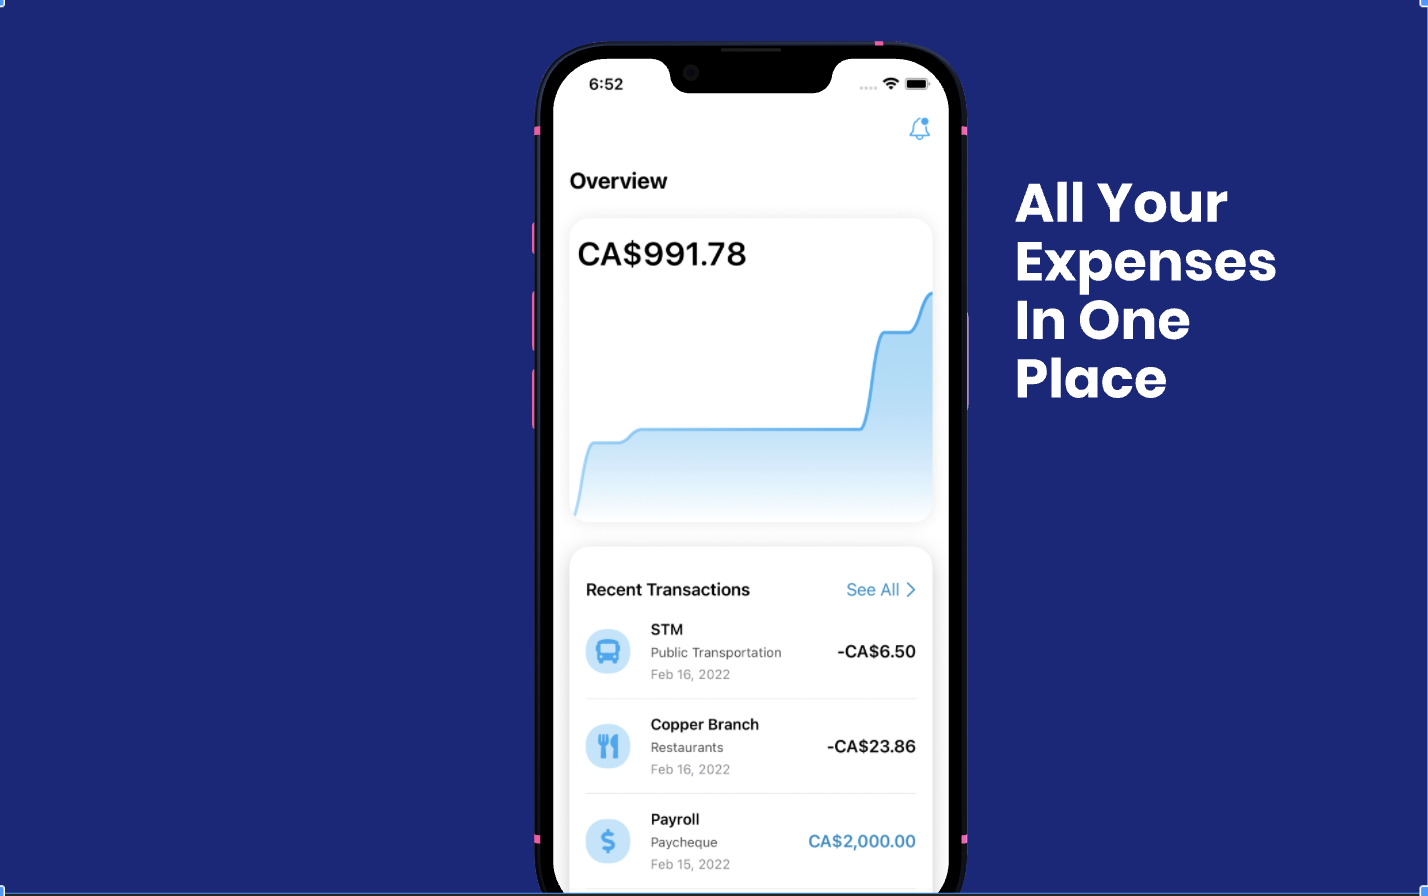 6:52
Overview
CA$991.78
All Your
Expenses
In One
Place
Recent Transactions
See All
STM
Public Transportation
Feb 16, 2022
-CA$6.50
Copper Branch
Restaurants
Feb 16, 2022
-CA$23.86
Payroll
Paycheque
Feb 15, 2022
CA$2,000.00